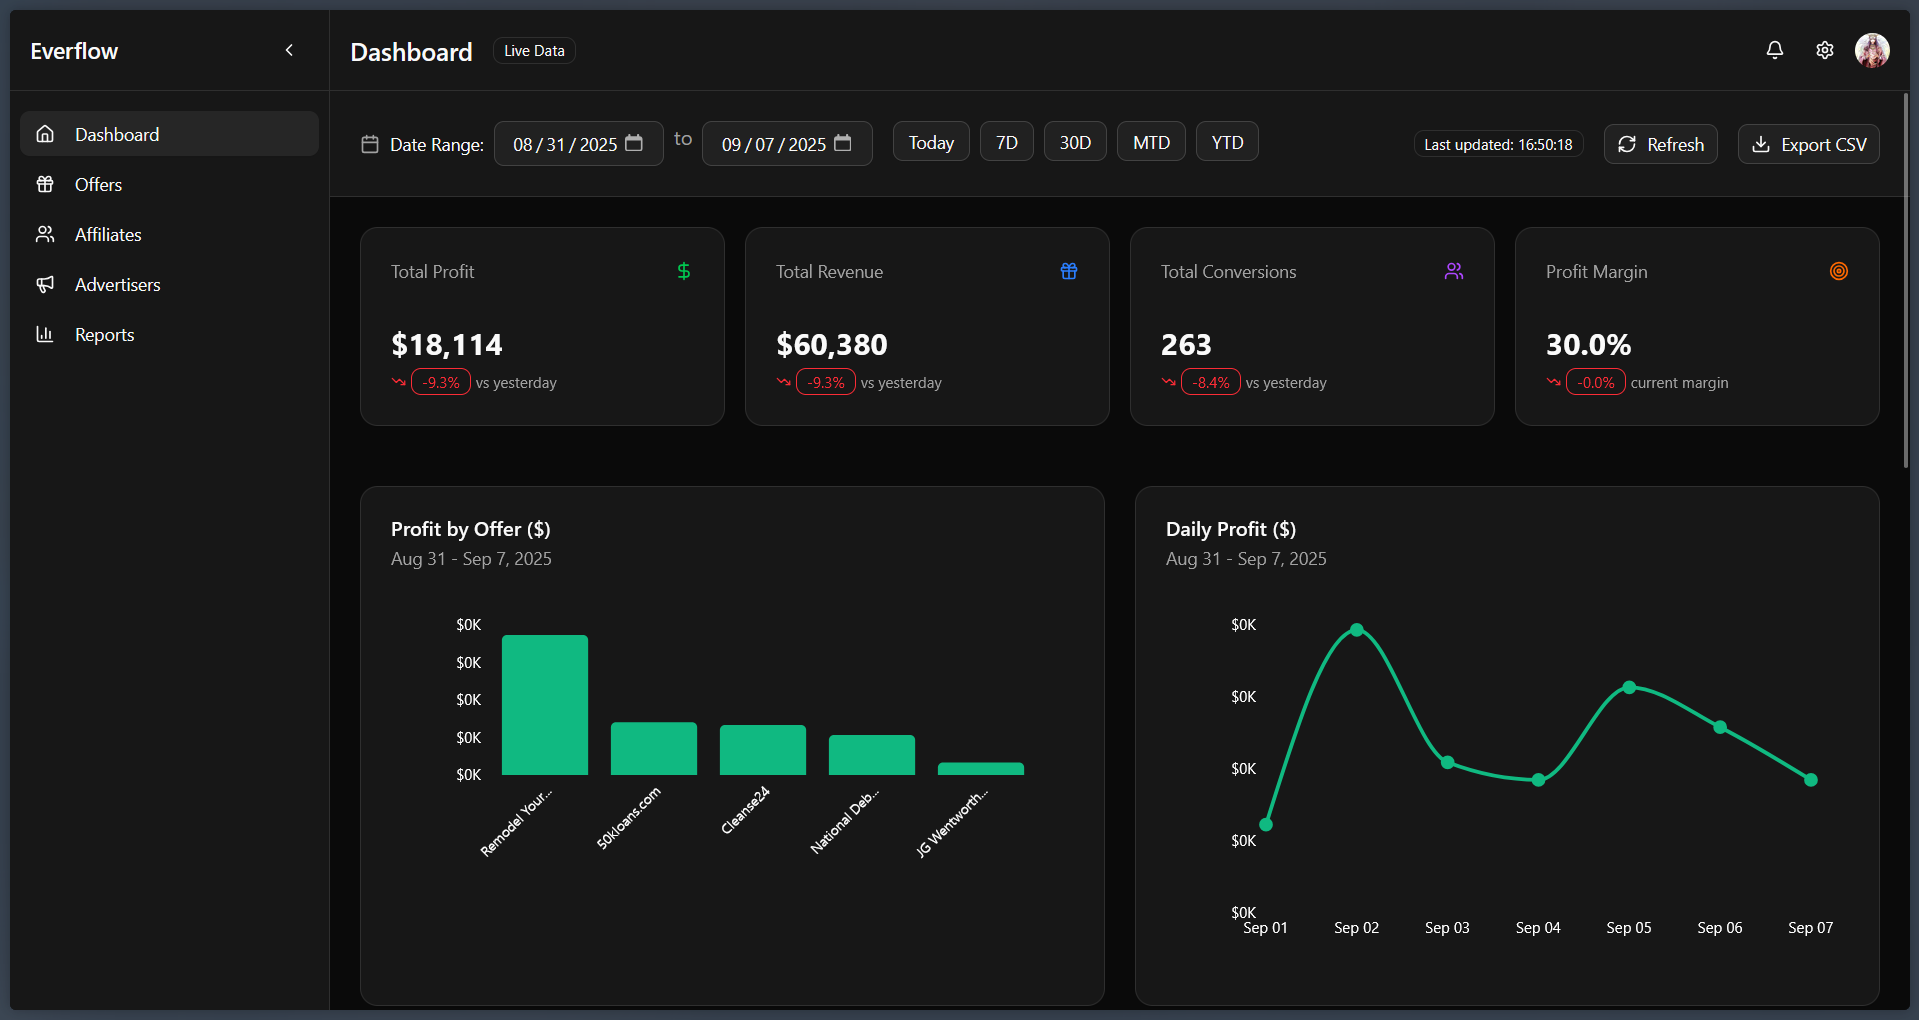 Everflow
Dashboard
Offers
Affiliates
Advertisers
Reports
Dashboard
Live Data
Date Range:
08/31/2025
to
09/07/2025
Today
7D
30D
MTD
YTD
Last updated: 16:50:18
Refresh
Export CSV
Total Profit
$18,114
-9.3% vs yesterday
Total Revenue
$60,380
-9.3% vs yesterday
Total Conversions
263
-8.4% vs yesterday
Profit Margin
30.0%
-0.0% current margin
Profit by Offer ($)
Aug 31 - Sep 7, 2025
$0K
$0K
$0K
$0K
$0K
Remodel Your...
50kloans.com
Cleanse24
National Deb...
JG Wentworth...
Daily Profit ($)
Aug 31 - Sep 7, 2025
$0K
$0K
$0K
$0K
$0K
Sep 01
Sep 02
Sep 03
Sep 04
Sep 05
Sep 06
Sep 07